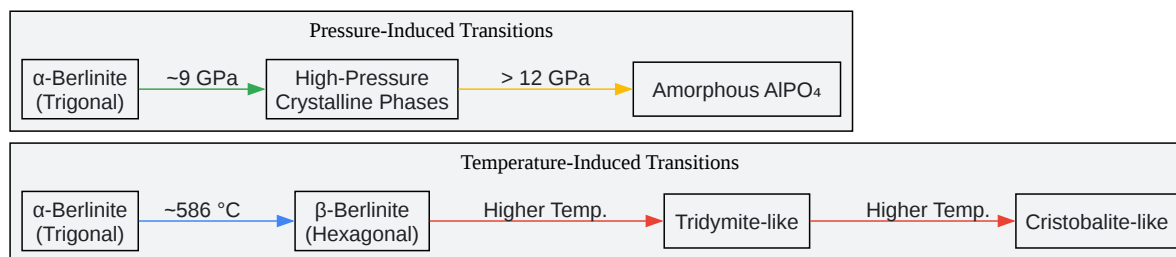 Pressure-Induced Transitions
α-Berlinite
(Trigonal)
~9 GPa
High-Pressure
Crystalline Phases
> 12 GPa
Amorphous AlPO₄
Temperature-Induced Transitions
α-Berlinite
(Trigonal)
~586 °C
β-Berlinite
(Hexagonal)
Higher Temp.
Tridymite-like
Higher Temp.
Cristobalite-like